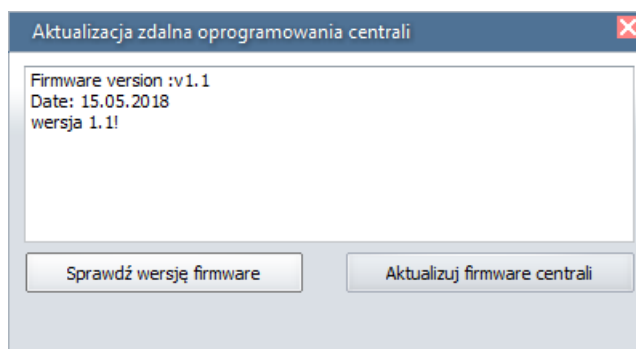 Aktualizacja zdalna oprogramowania centrali
Firmware version :v1.1
Date: 15.05.2018
wersja 1.1!
Sprawdź wersję firmware
Aktualizuj firmware centrali